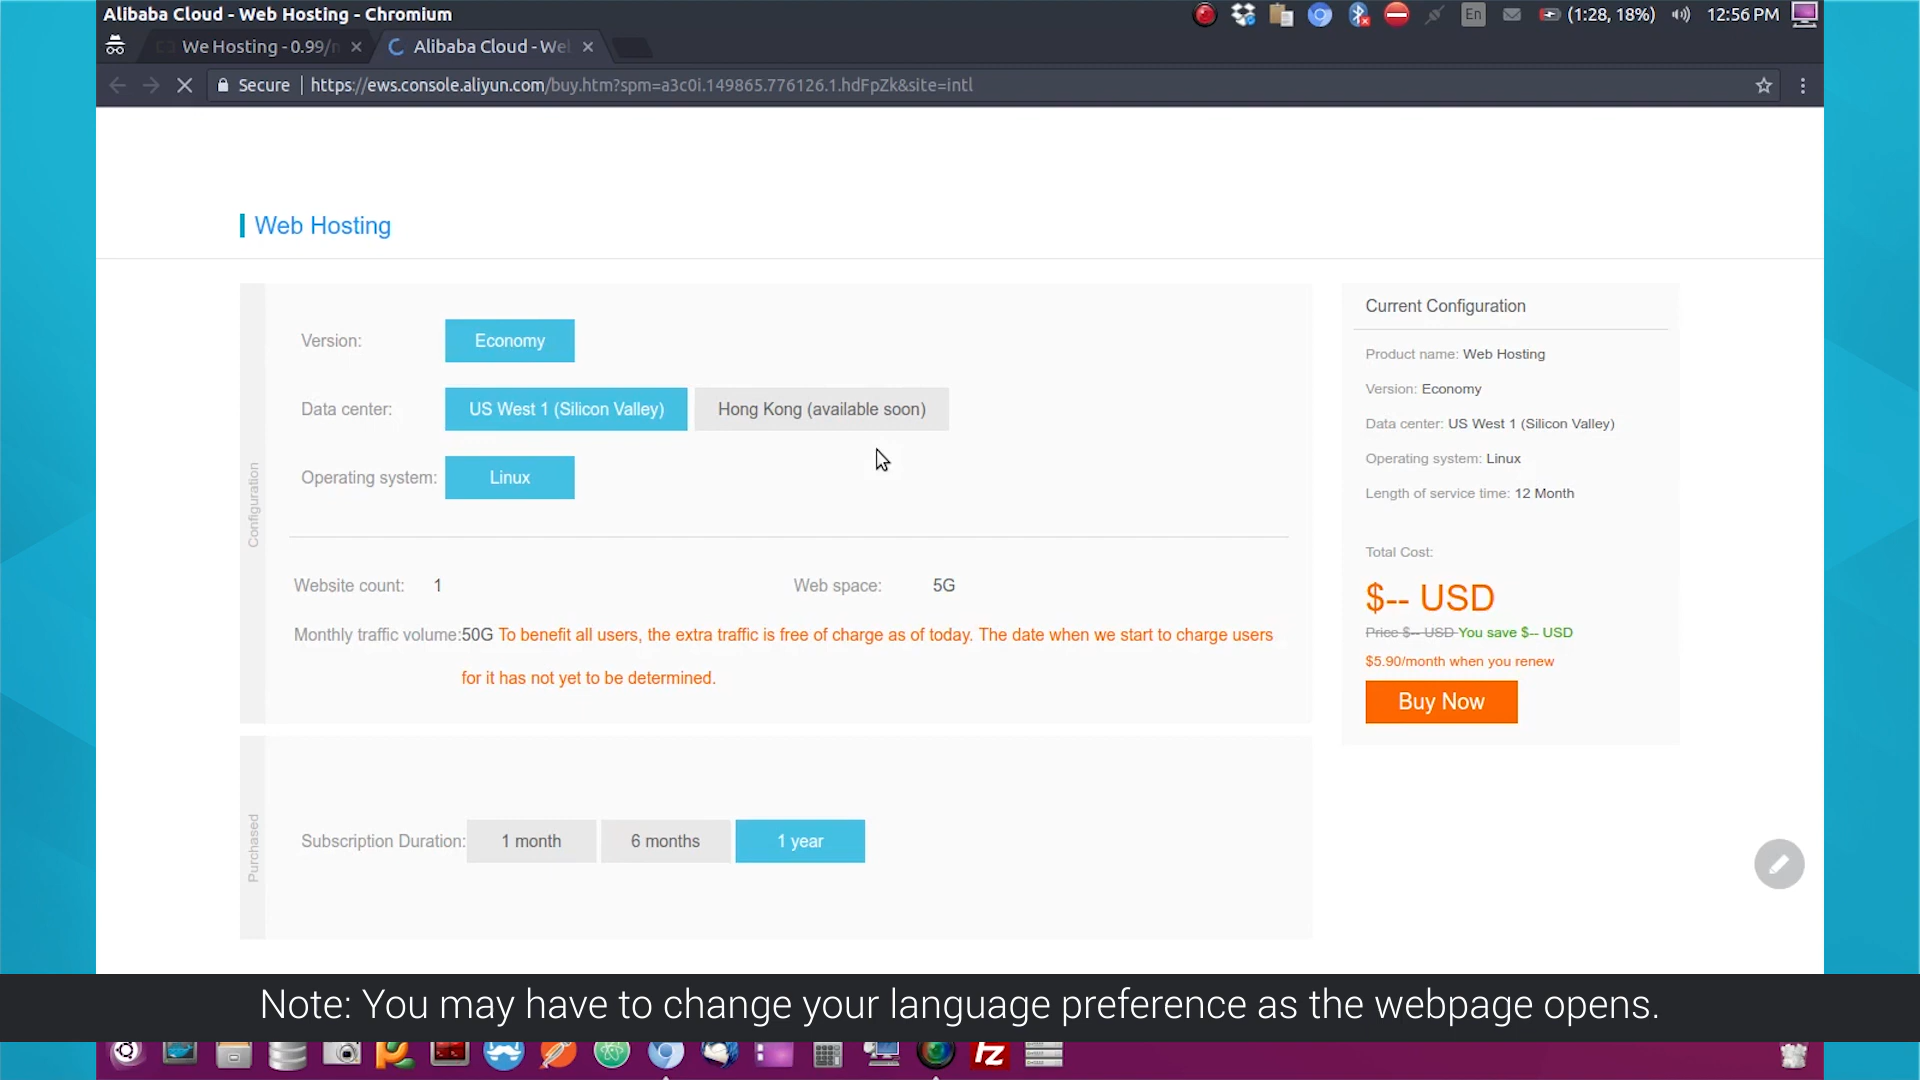 Alibaba Cloud - Web Hosting - Chromium
En
(1:28, 18%)
12:56 PM
We Hosting - 0.99/
Alibaba Cloud - We
Secure
https://ews.console.aliyun.com/buy.htm?spm=a3c0i.149865.776126.1.hdFpZk&site=intl
Web Hosting
Configuration
Version: Economy
Data center: US West 1 (Silicon Valley) Hong Kong (available soon)
Operating system: Linux
Website count: 1 Web space: 5G
Monthly traffic volume:50G To benefit all users, the extra traffic is free of charge as of today. The date when we start to charge users
for it has not yet to be determined.
Purchased
Subscription Duration: 1 month 6 months 1 year
Current Configuration
Product name: Web Hosting
Version: Economy
Data center: US West 1 (Silicon Valley)
Operating system: Linux
Length of service time: 12 Month
Total Cost:
$-- USD
Price $-- USD You save $-- USD
$5.90/month when you renew
Buy Now
Note: You may have to change your language preference as the webpage opens.
FZ